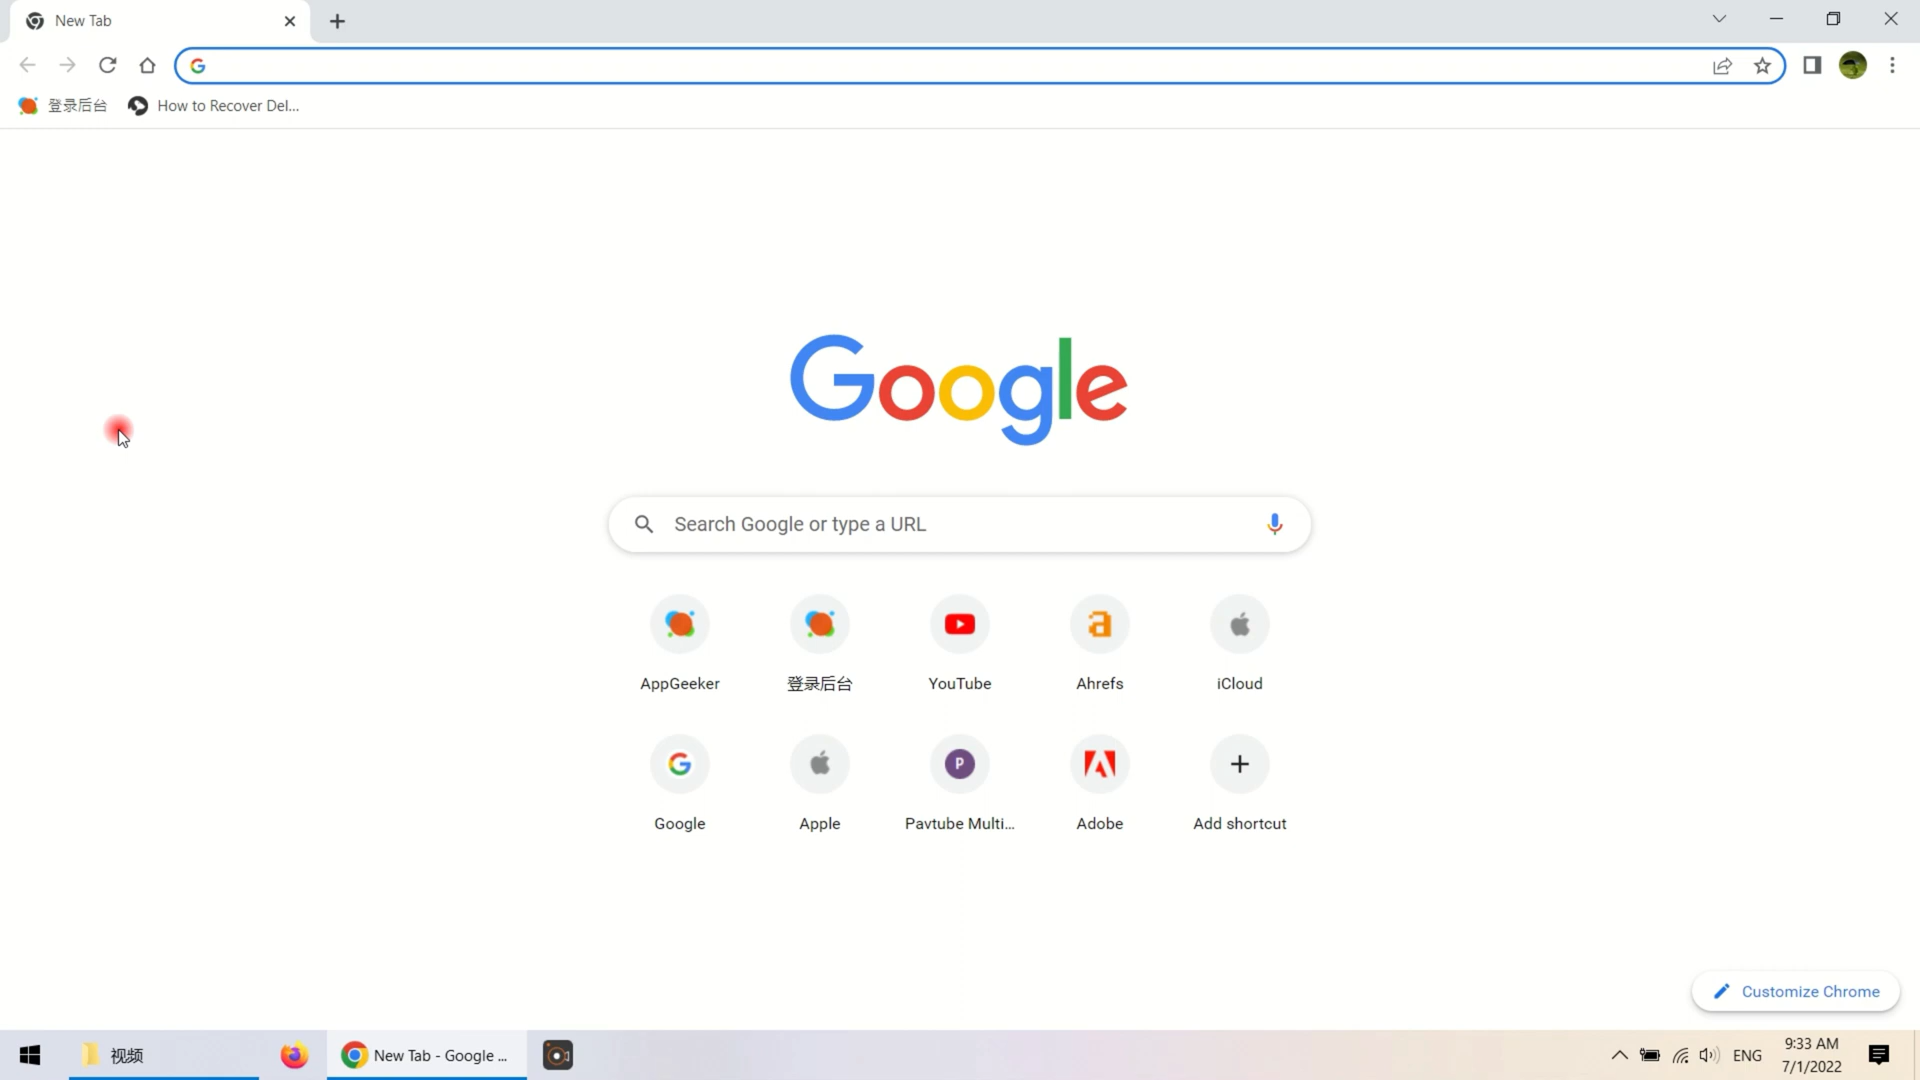 New Tab
登录后台
How to Recover Del...
Google
Search Google or type a URL
AppGeeker
登录后台
YouTube
Ahrefs
iCloud
Google
Apple
P
Pavtube Multi...
Adobe
Add shortcut
Customize Chrome
视频
New Tab - Google ...
ENG
9:33 AM
7/1/2022